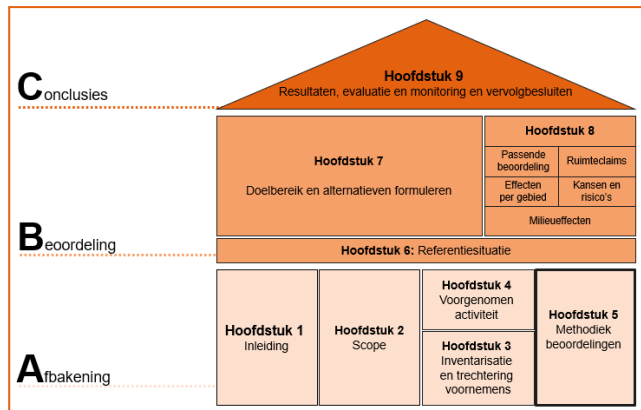 Conclusies
Hoofdstuk 9
Resultaten, evaluatie en monitoring en vervolgbesluiten
Hoofdstuk 7
Doelbereik en alternatieven formuleren
Hoofdstuk 8
Passende
beoordeling
Ruimteclaims
Effecten
per gebied
Kansen en
risico's
Milieueffecten
Beoordeling
Hoofdstuk 6: Referentiesituatie
Hoofdstuk 1
Inleiding
Hoofdstuk 2
Scope
Hoofdstuk 4
Voorgenomen
activiteit
Hoofdstuk 3
Inventarisatie
en trechtering
voornemens
Hoofdstuk 5
Methodiek
beoordelingen
Afbakening